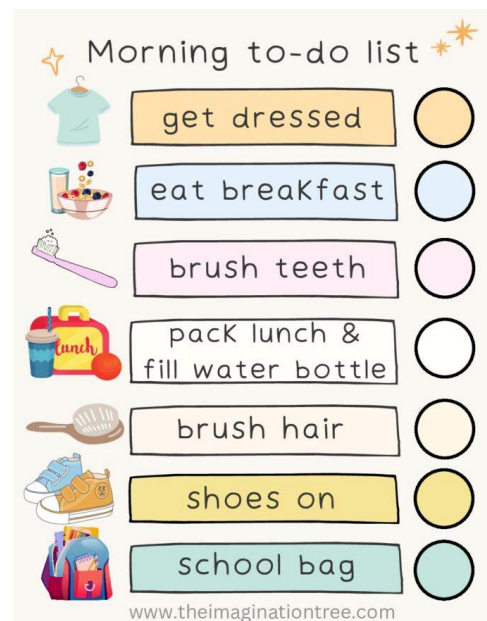 Morning to-do list
get dressed
eat breakfast
brush teeth
pack lunch &
fill water bottle
Lunch
brush hair
shoes on
school bag
www.theimaginationtree.com